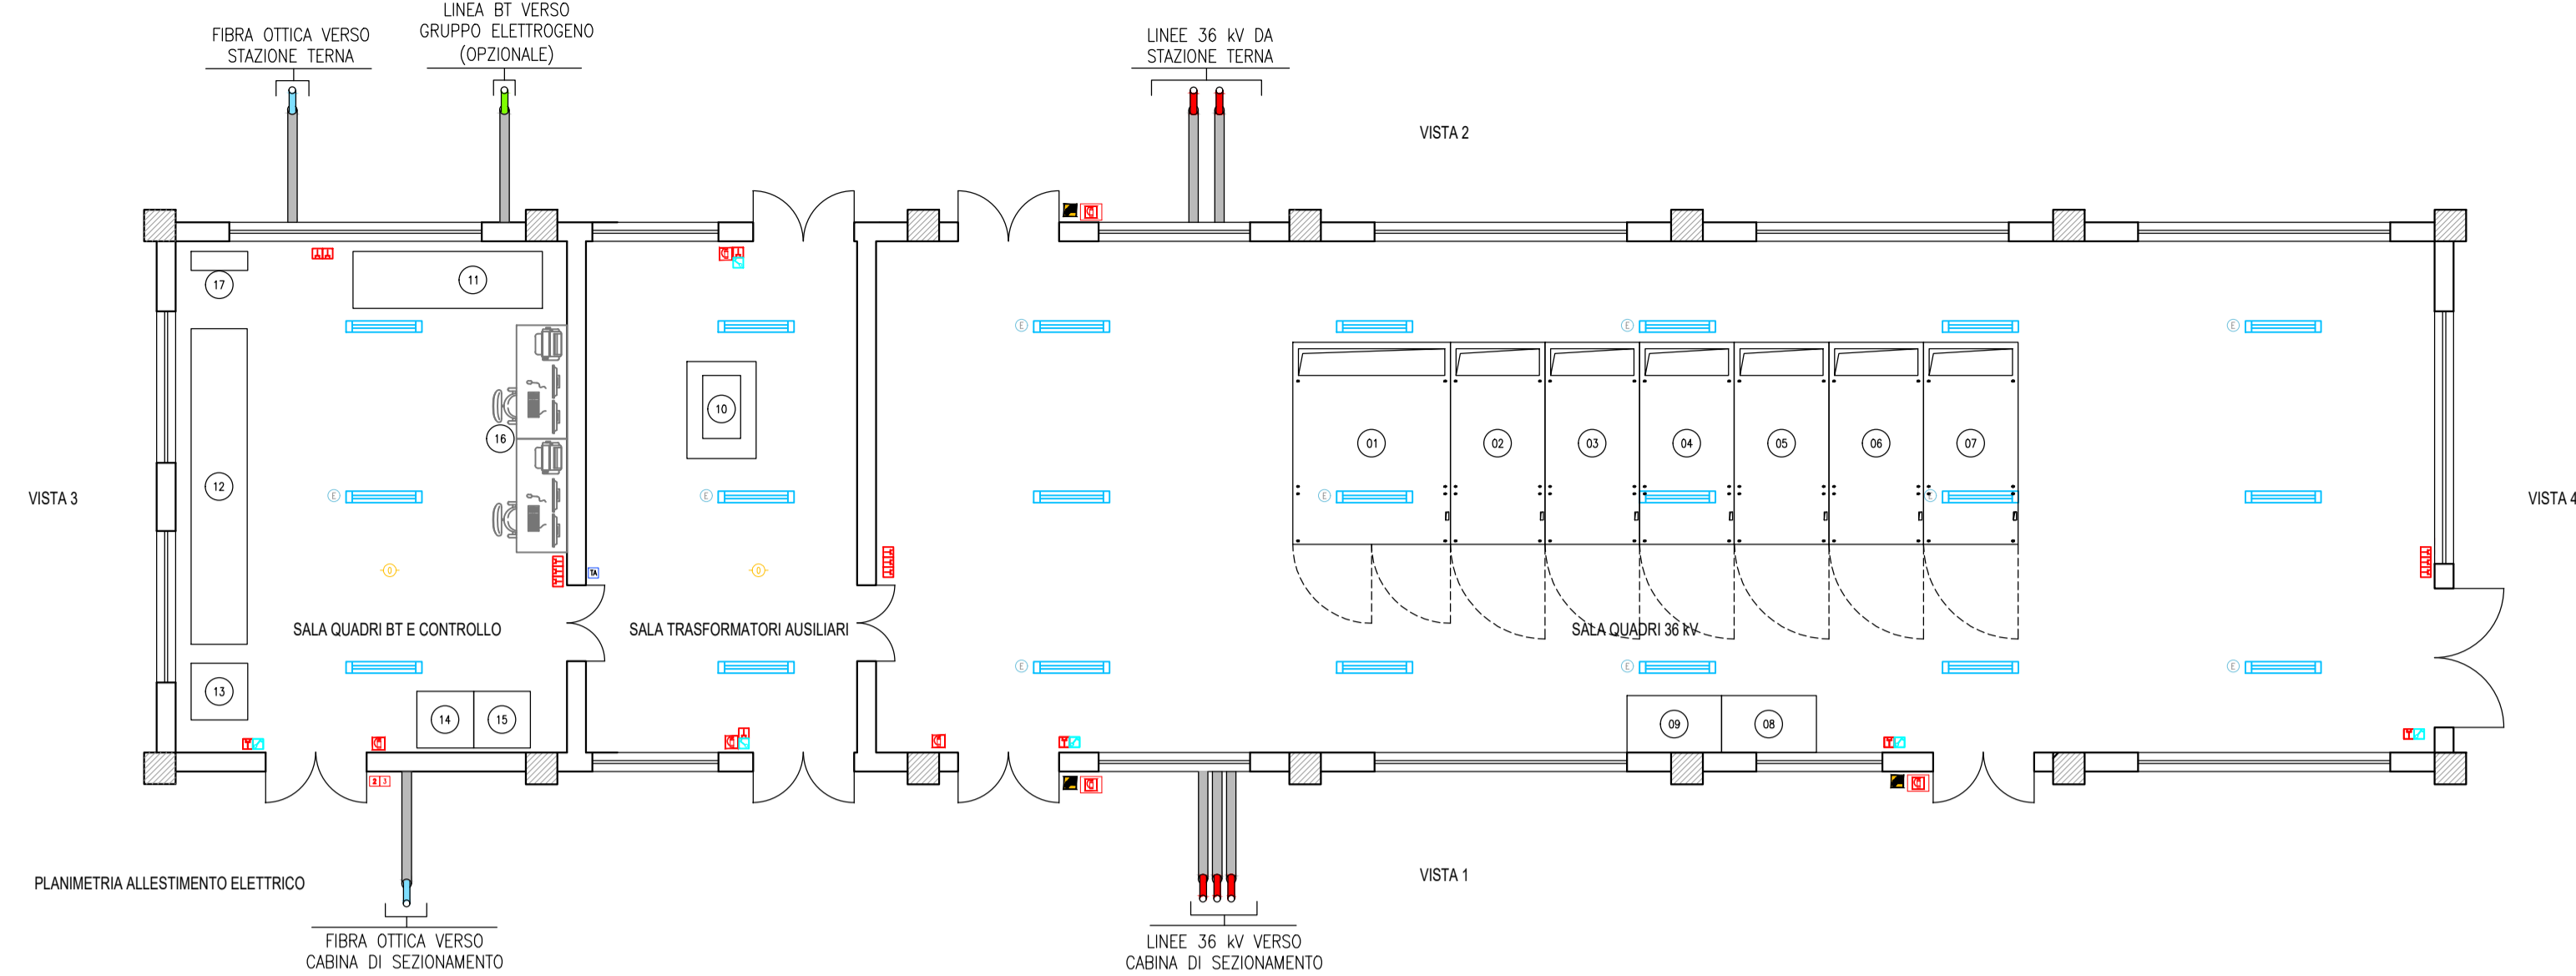 FIBRA OTTICA VERSO
STAZIONE TERNA
LINEA BT VERSO
GRUPPO ELETTROGENO
(OPZIONALE)
LINEE 36 kV DA
STAZIONE TERNA
VISTA 2
17
11
E
E
E
10
16
01
02
03
04
05
06
07
12
VISTA 3
E
E
E
E
VISTA 4
TA
SALA QUADRI BT E CONTROLLO
SALA TRASFORMATORI AUSILIARI
SALA QUADRI 36 kV
E
E
E
13
14
15
09
08
2 3
PLANIMETRIA ALLESTIMENTO ELETTRICO
VISTA 1
FIBRA OTTICA VERSO
CABINA DI SEZIONAMENTO
LINEE 36 kV VERSO
CABINA DI SEZIONAMENTO